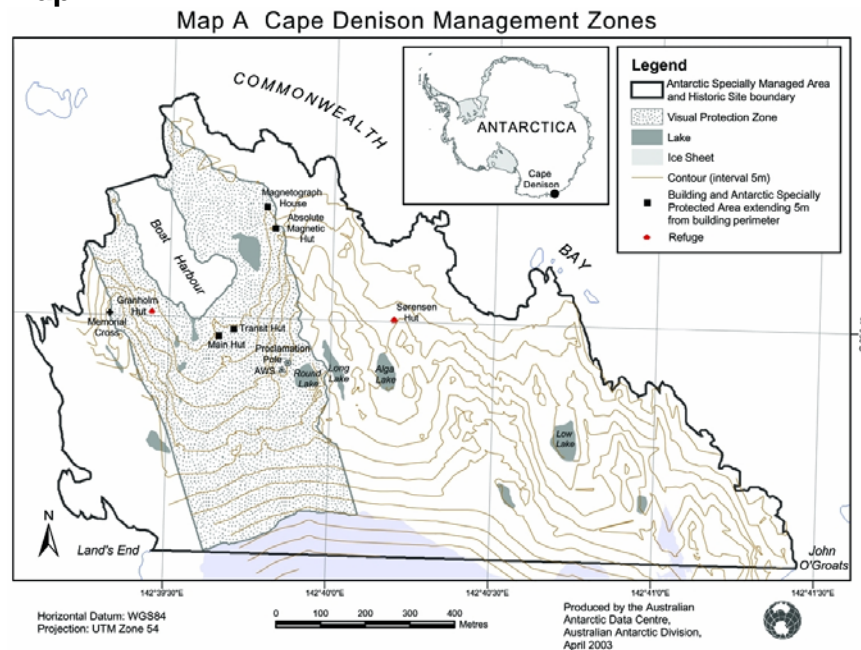 Map A Cape Denison Management Zones
COMMONWEALTH
BAY
ANTARCTICA
Cape
Denison
Legend
Antarctic Specially Managed Area
and Historic Site boundary
Visual Protection Zone
Lake
Ice Sheet
Contour (interval 5m)
Building and Antarctic Specially
Protected Area extending 5m
from building perimeter
Refuge
Magnetograph
House
Absolute
Magnetic
Hut
Boat
Harbour
Granholm
Hut
Memorial
Cross
Transit Hut
Main Hut
Proclamation
Pole
AWS
Round
Lake
Long
Lake
Alga
Lake
Sørensen
Hut
Low
Lake
N
Land's End
John
O'Groats
142°39'30"E
142°40'0"E
142°40'30"E
142°41'0"E
142°41'30"E
Horizontal Datum: WGS84
Projection: UTM Zone 54
0 100 200 300 400
Metres
Produced by the Australian
Antarctic Data Centre,
Australian Antarctic Division,
April 2003